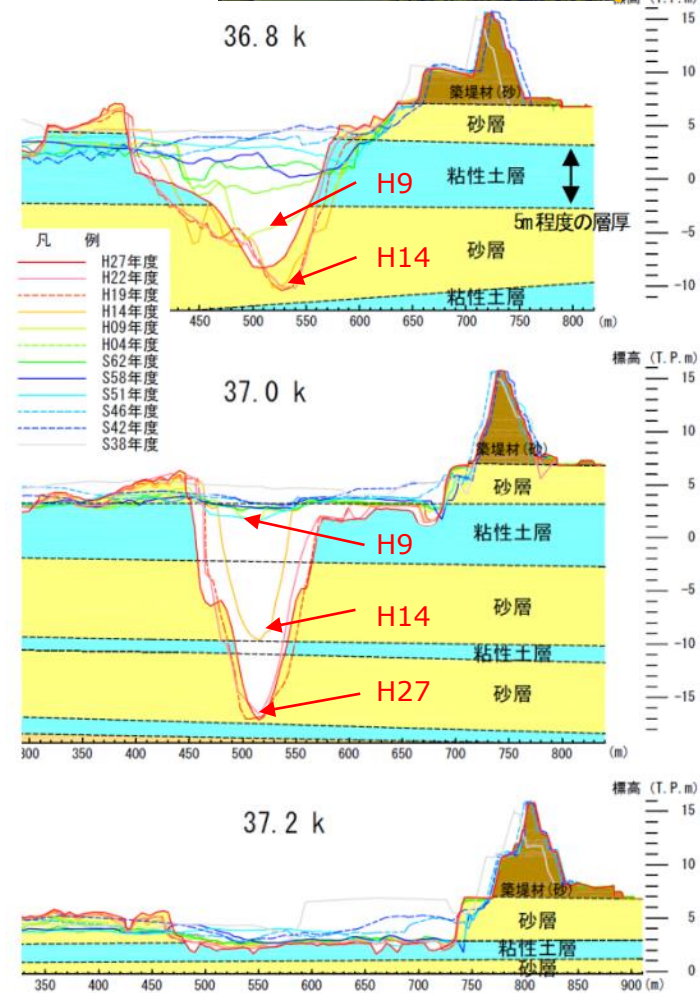 標高 (T.P.m)
36.8 k
15
10
築堤材(砂)
砂層
5
粘性土層
H9
0
5m程度の層厚
-5
H14
砂層
-10
粘性土層
450 500 550 600 650 700 750 800 (m)
凡 例
H27年度
H22年度
H19年度
H14年度
H09年度
H04年度
S62年度
S58年度
S51年度
S46年度
S42年度
S38年度
標高 (T.P.m)
37.0 k
15
10
築堤材(砂)
砂層
5
粘性土層
H9
0
-5
H14
砂層
-10
粘性土層
H27
砂層
-15
300 350 400 450 500 550 600 650 700 750 800 (m)
標高 (T.P.m)
37.2 k
15
10
築堤材(砂)
砂層
5
粘性土層
砂層
0
350 400 450 500 550 600 650 700 750 800 850 900 (m)